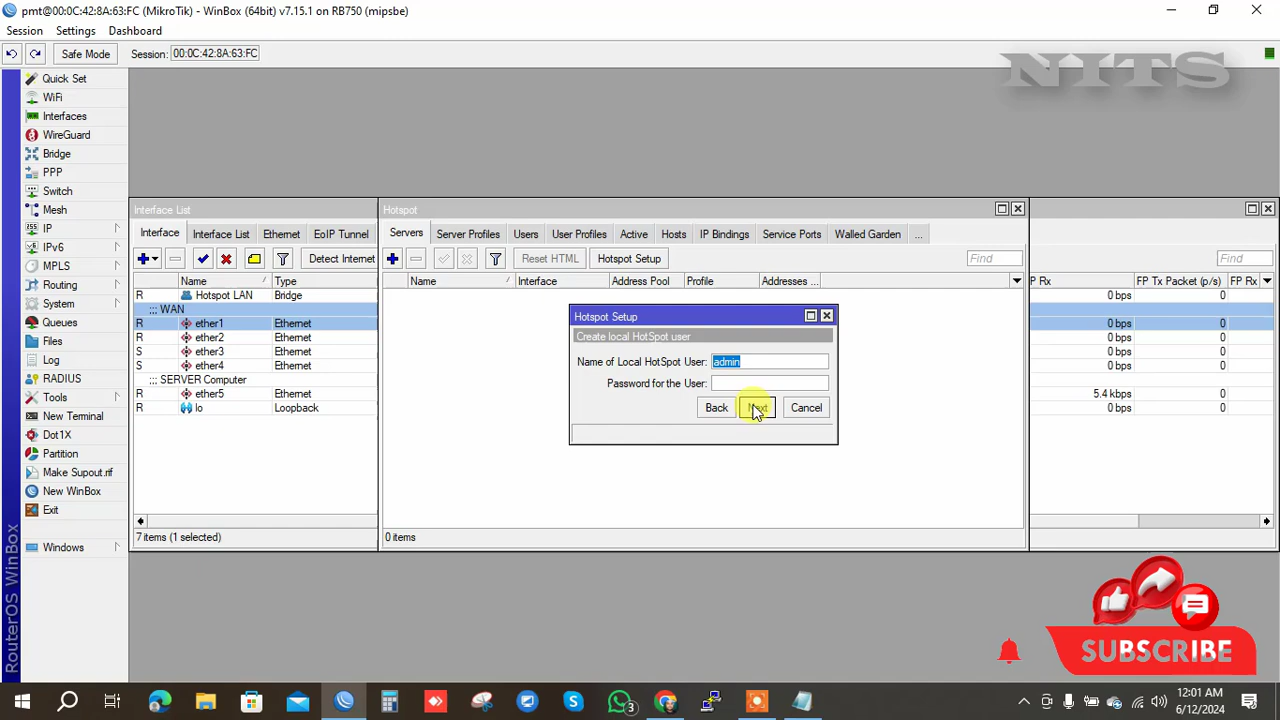 pmt@00:0C:42:8A:63:FC (MikroTik) - WinBox (64bit) v7.15.1 on RB750 (mipsbe)
Session Settings Dashboard
Safe Mode Session: 00:0C:42:8A:63:FC
NITS
Quick Set
WiFi
Interfaces
WireGuard
Bridge
PPP
Switch
Mesh
IP
IPv6
MPLS
Routing
System
Queues
Files
Log
RADIUS
Tools
New Terminal
Dot1X
Partition
Make Supout.rif
New WinBox
Exit
Windows
RouterOS WinBox
Interface List
Interface Interface List Ethernet EoIP Tunnel
Detect Internet
Name Type
R Hotspot LAN Bridge
;;; WAN
R ether1 Ethernet
R ether2 Ethernet
S ether3 Ethernet
S ether4 Ethernet
;;; SERVER Computer
R ether5 Ethernet
R lo Loopback
7 items (1 selected)
Hotspot
Servers Server Profiles Users User Profiles Active Hosts IP Bindings Service Ports Walled Garden ...
Reset HTML Hotspot Setup Find
Name Interface Address Pool Profile Addresses ...
0 items
Hotspot Setup
Create local HotSpot user
Name of Local HotSpot User: admin
Password for the User:
Back Next Cancel
Find
P Rx FP Tx Packet (p/s) FP Rx
0 bps 0
0 bps 0
0 bps 0
0 bps 0
0 bps 0
5.4 kbps 0
0 bps 0
SUBSCRIBE
3
12:01 AM
6/12/2024